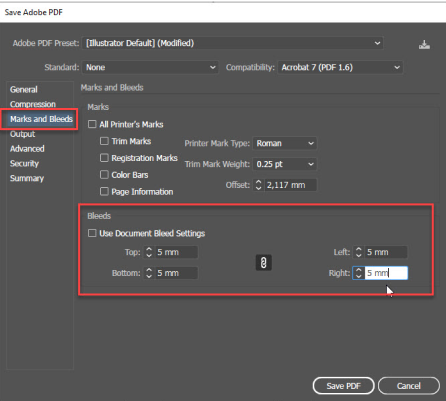 Save Adobe PDF
Adobe PDF Preset: [Illustrator Default] (Modified)
Standard: None Compatibility: Acrobat 7 (PDF 1.6)
General
Compression
Marks and Bleeds
Output
Advanced
Security
Summary
Marks and Bleeds
Marks
All Printer's Marks
Trim Marks Printer Mark Type: Roman
Registration Marks Trim Mark Weight: 0.25 pt
Color Bars Offset: 2,117 mm
Page Information
Bleeds
Use Document Bleed Settings
Top: 5 mm Left: 5 mm
Bottom: 5 mm Right: 5 mm
Save PDF Cancel